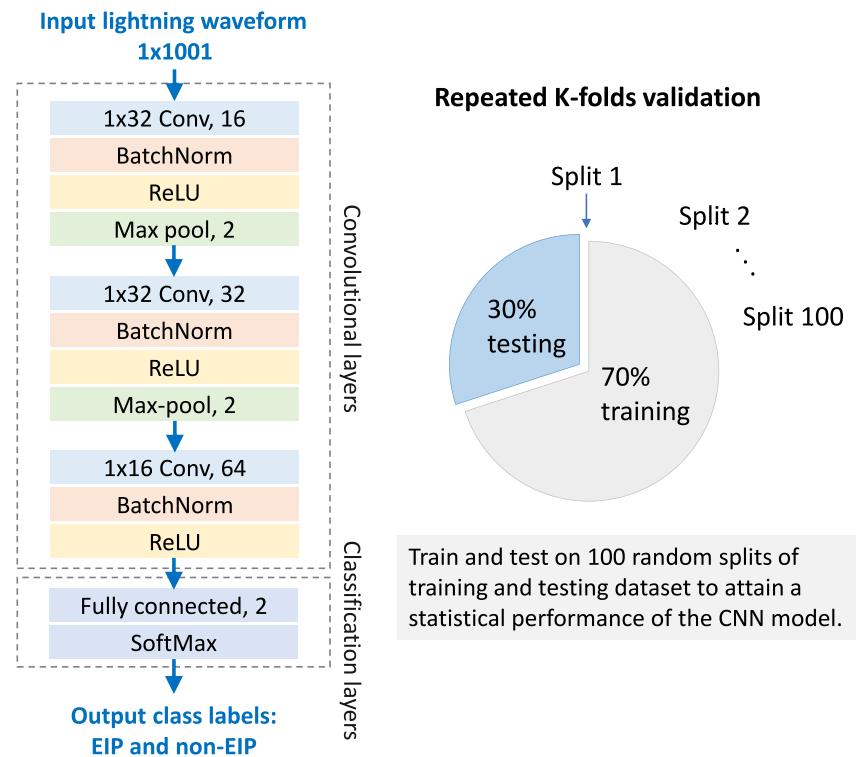 Input lightning waveform
1x1001
1x32 Conv, 16
BatchNorm
ReLU
Max pool, 2
1x32 Conv, 32
BatchNorm
ReLU
Max-pool, 2
1x16 Conv, 64
BatchNorm
ReLU
Convolutional layers
Fully connected, 2
SoftMax
Classification layers
Output class labels:
EIP and non-EIP
Repeated K-folds validation
Split 1
Split 2
Split 100
30%
testing
70%
training
Train and test on 100 random splits of
training and testing dataset to attain a
statistical performance of the CNN model.